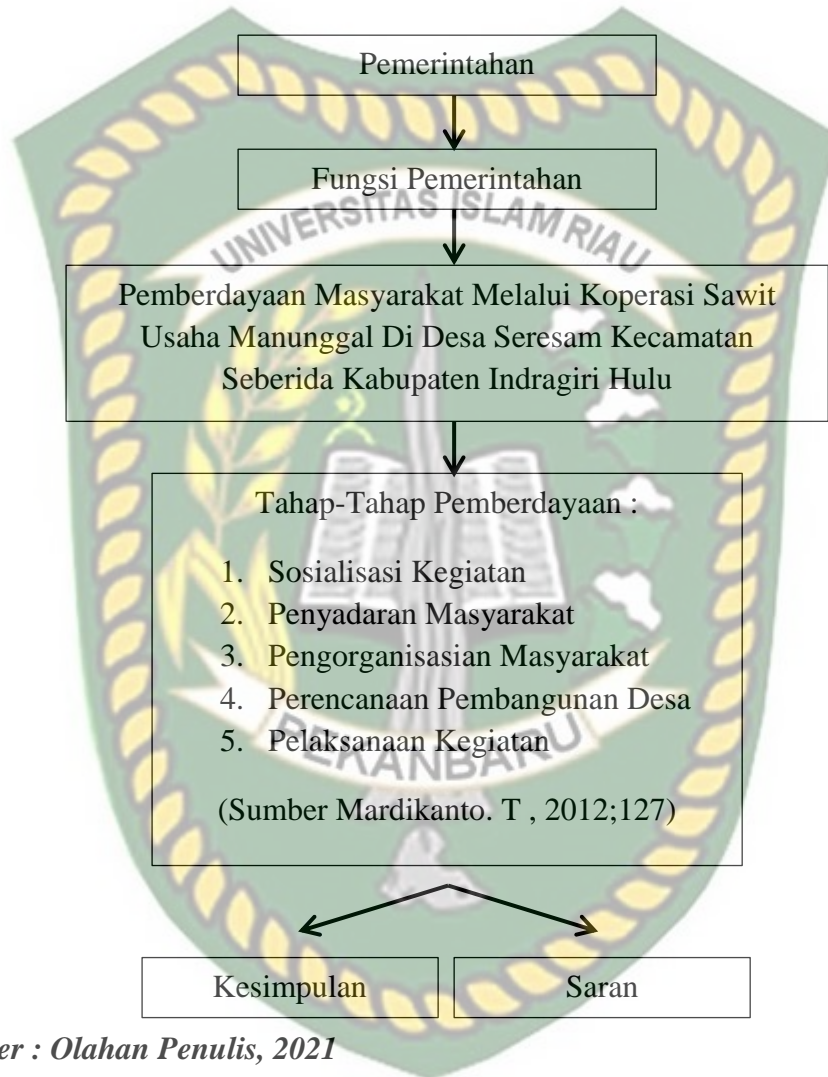 Pemerintahan
Fungsi Pemerintahan
UNIVERSITAS ISLAM RIAU
Pemberdayaan Masyarakat Melalui Koperasi Sawit
Usaha Manunggal Di Desa Seresam Kecamatan
Seberida Kabupaten Indragiri Hulu
Tahap-Tahap Pemberdayaan :
1. Sosialisasi Kegiatan
2. Penyadaran Masyarakat
3. Pengorganisasian Masyarakat
4. Perencanaan Pembangunan Desa
5. Pelaksanaan Kegiatan
PEKANBARU
(Sumber Mardikanto. T , 2012;127)
Kesimpulan
Saran
: Olahan Penulis, 2021